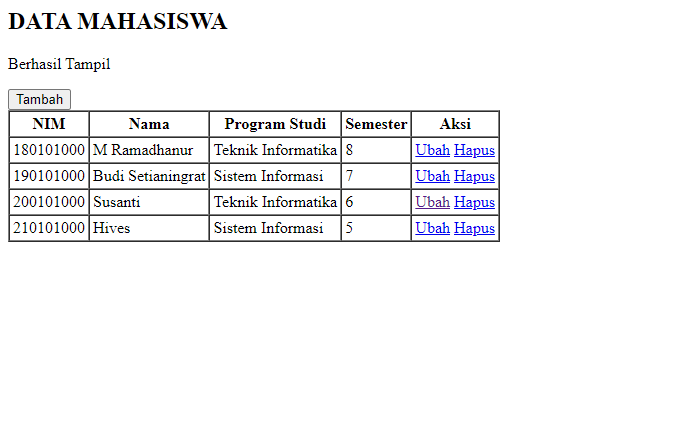 DATA MAHASISWA
Berhasil Tampil
Tambah
NIM Nama Program Studi Semester Aksi
180101000 M Ramadhanur Teknik Informatika 8 Ubah Hapus
190101000 Budi Setianingrat Sistem Informasi 7 Ubah Hapus
200101000 Susanti Teknik Informatika 6 Ubah Hapus
210101000 Hives Sistem Informasi 5 Ubah Hapus